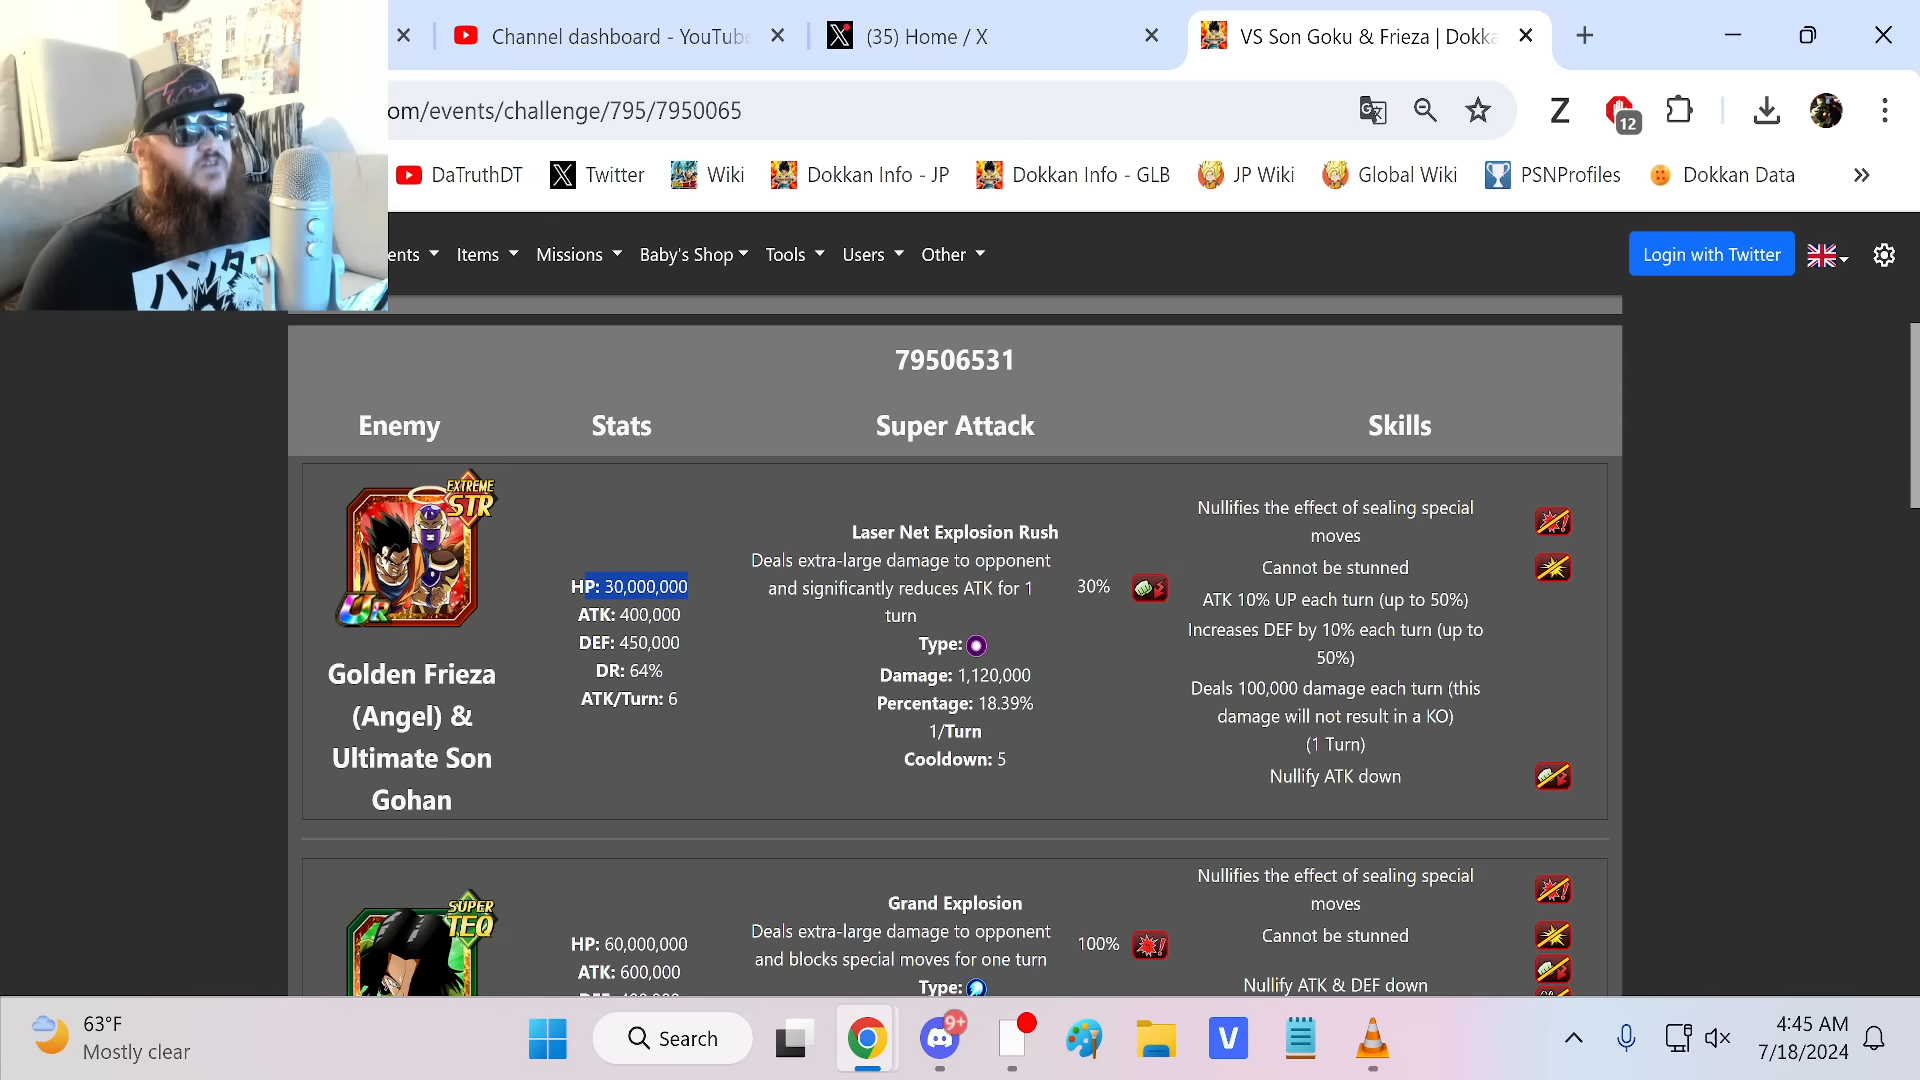 Channel dashboard - YouTube
(35) Home / X
VS Son Goku & Frieza | Dokka
om/events/challenge/795/7950065
12
DaTruthDT
Twitter
Wiki
Dokkan Info - JP
Dokkan Info - GLB
JP Wiki
Global Wiki
PSNProfiles
Dokkan Data
ents
Items
Missions
Baby's Shop
Tools
Users
Other
Login with Twitter
ハンター
79506531
Enemy
Stats
Super Attack
Skills
EXTREME
STR
UR
Golden Frieza
(Angel) &
Ultimate Son
Gohan
HP: 30,000,000
ATK: 400,000
DEF: 450,000
DR: 64%
ATK/Turn: 6
Laser Net Explosion Rush
Deals extra-large damage to opponent
and significantly reduces ATK for 1
turn
Type:
Damage: 1,120,000
Percentage: 18.39%
1/Turn
Cooldown: 5
30%
Nullifies the effect of sealing special
moves
Cannot be stunned
ATK 10% UP each turn (up to 50%)
Increases DEF by 10% each turn (up to
50%)
Deals 100,000 damage each turn (this
damage will not result in a KO)
(1 Turn)
Nullify ATK down
SUPER
TEQ
HP: 60,000,000
ATK: 600,000
Grand Explosion
Deals extra-large damage to opponent
and blocks special moves for one turn
Type:
100%
Nullifies the effect of sealing special
moves
Cannot be stunned
Nullify ATK & DEF down
63°F
Mostly clear
Search
9+
V
4:45 AM
7/18/2024